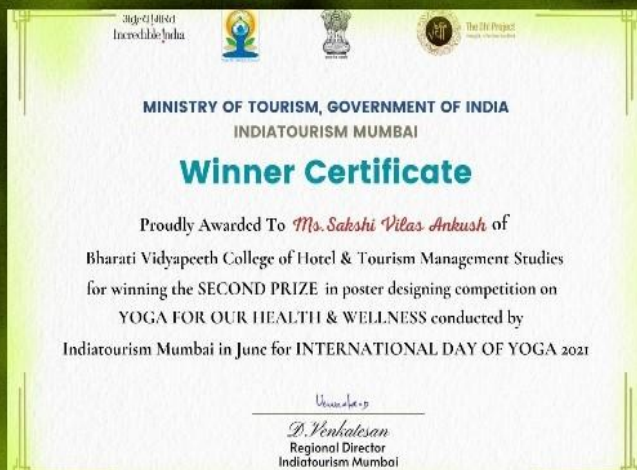 Incredible !ndia
The Dhi Project
MINISTRY OF TOURISM, GOVERNMENT OF INDIA
INDIATOURISM MUMBAI
Winner Certificate
Proudly Awarded To Ms. Sakshi Vilas Ankush of
Bharati Vidyapeeth College of Hotel & Tourism Management Studies
for winning the SECOND PRIZE in poster designing competition on
YOGA FOR OUR HEALTH & WELLNESS conducted by
Indiatourism Mumbai in June for INTERNATIONAL DAY OF YOGA 2021
D.Venkatesan
Regional Director
Indiatourism Mumbai